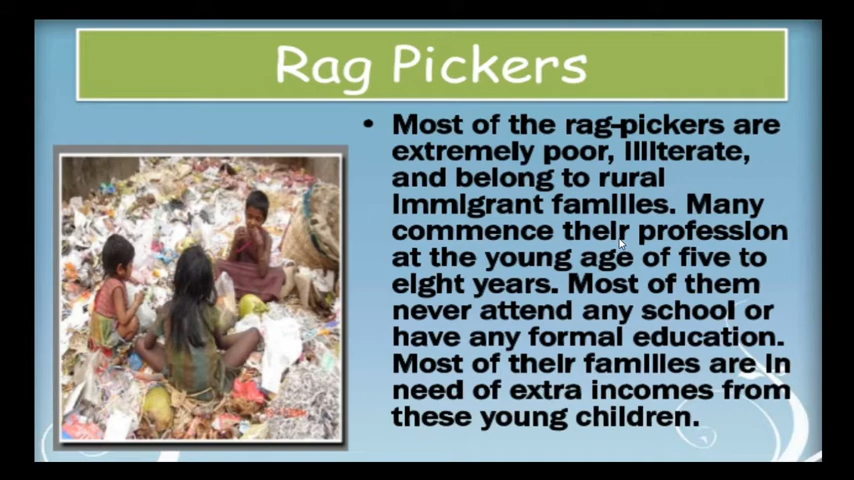 Rag Pickers
• Most of the rag-pickers are
extremely poor, illiterate,
and belong to rural
immigrant families. Many
commence their profession
at the young age of five to
eight years. Most of them
never attend any school or
have any formal education.
Most of their families are in
need of extra incomes from
these young children.